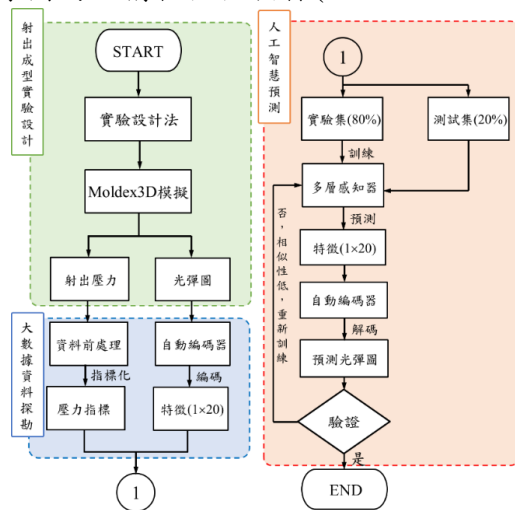 射出成型實驗設計
START
實驗設計法
Moldex3D模擬
射出壓力
光彈圖
大數據資料探勘
資料前處理
自動編碼器
指標化
編碼
壓力指標
特徵(1×20)
1
人工智慧預測
1
實驗集(80%)
測試集(20%)
訓練
多層感知器
預測
特徵(1×20)
自動編碼器
解碼
預測光彈圖
否，相似性低，重新訓練
驗證
是
END